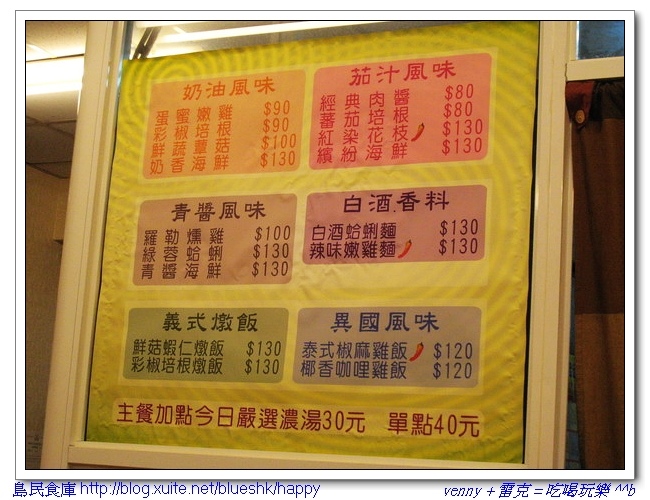 奶油風味
蛋蜜嫩雞 $90
彩椒培根 $90
鮮蔬蕈菇 $100
奶香海鮮 $130
茄汁風味
經典肉醬 $80
蕃茄培根 $80
紅染花枝 $130
繽紛海鮮 $130
青醬風味
羅勒燻雞 $100
綠蓉蛤蜊 $130
青醬海鮮 $130
白酒.香料
白酒蛤蜊麵 $130
辣味嫩雞麵 $130
義式燉飯
鮮菇蝦仁燉飯 $130
彩椒培根燉飯 $130
異國風味
泰式椒麻雞飯 $120
椰香咖哩雞飯 $120
主餐加點今日嚴選濃湯30元 單點40元
島民食庫 http://blog.xuite.net/blueshk/happy
venny + 雷克 = 吃喝玩樂 ^^b